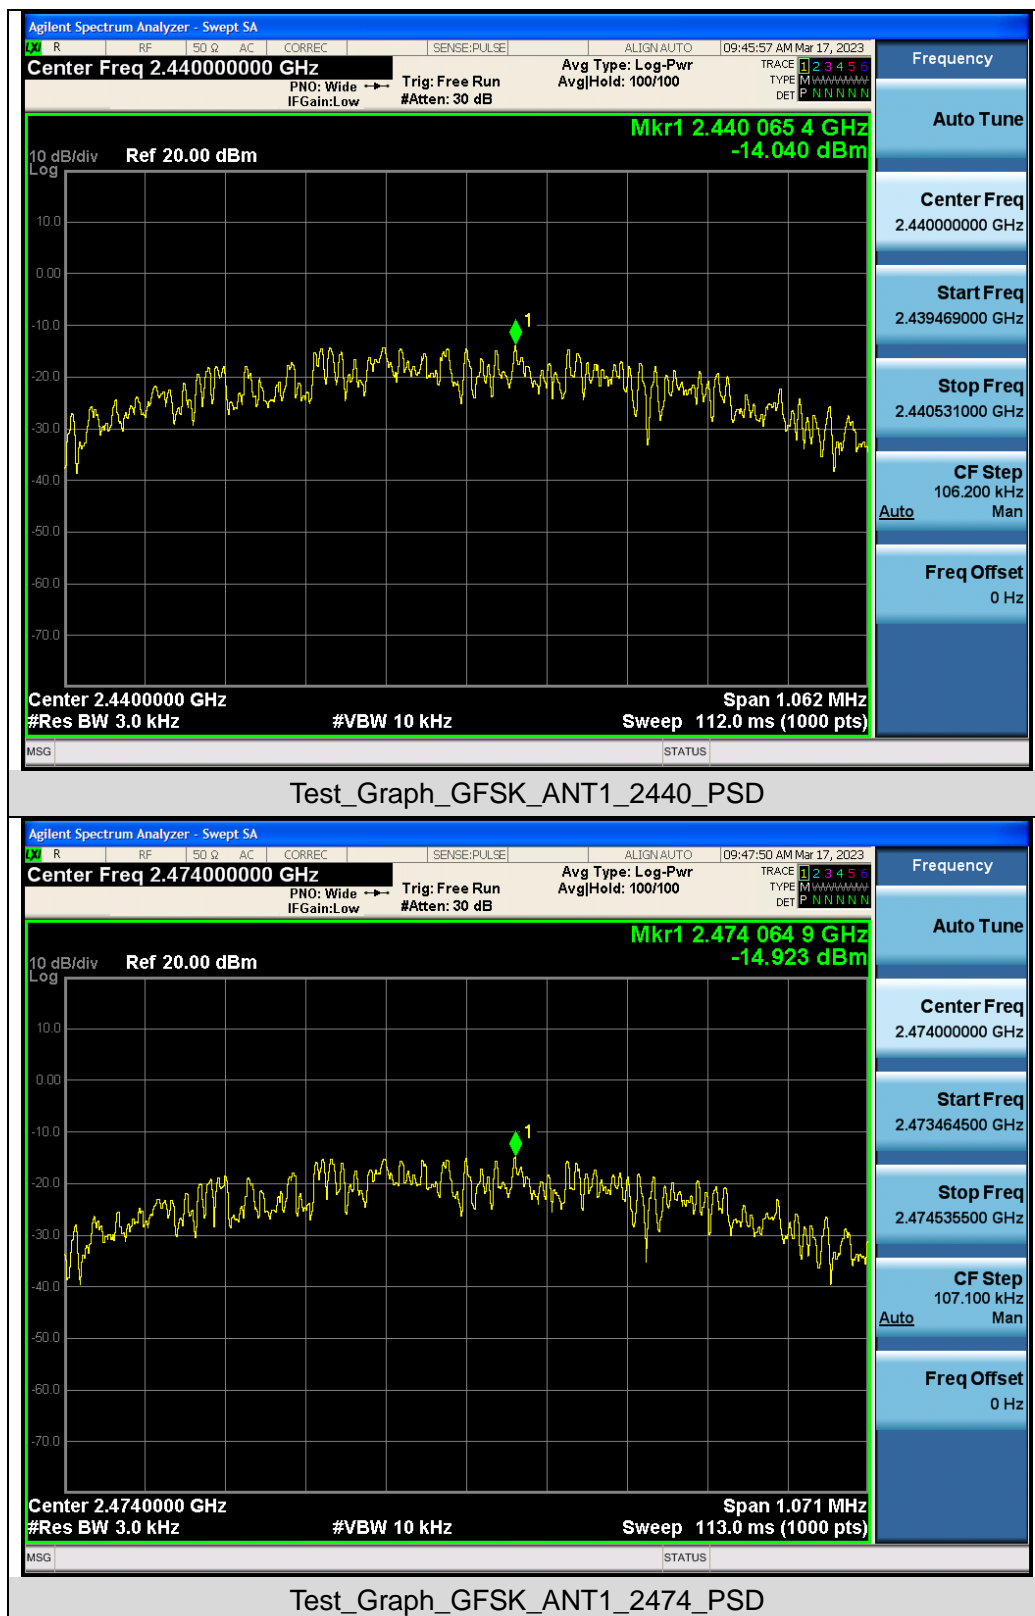 Agilent Spectrum Analyzer - Swept SA
LXI R RF 50 Ω AC CORREC SENSE:PULSE ALIGN AUTO 09:45:57 AM Mar 17, 2023
Center Freq 2.440000000 GHz
PNO: Wide
IFGain:Low
Trig: Free Run
#Atten: 30 dB
Avg Type: Log-Pwr
Avg|Hold: 100/100
TRACE 1 2 3 4 5 6
TYPE M
DET P N N N N N
Mkr1 2.440 065 4 GHz
-14.040 dBm
10 dB/div Ref 20.00 dBm
Log
10.0
0.00
-10.0
-20.0
-30.0
-40.0
-50.0
-60.0
-70.0
1
Center 2.4400000 GHz Span 1.062 MHz
#Res BW 3.0 kHz #VBW 10 kHz Sweep 112.0 ms (1000 pts)
MSG STATUS
Frequency
Auto Tune
Center Freq
2.440000000 GHz
Start Freq
2.439469000 GHz
Stop Freq
2.440531000 GHz
CF Step
106.200 kHz
Auto Man
Freq Offset
0 Hz
Test_Graph_GFSK_ANT1_2440_PSD
Agilent Spectrum Analyzer - Swept SA
LXI R RF 50 Ω AC CORREC SENSE:PULSE ALIGN AUTO 09:47:50 AM Mar 17, 2023
Center Freq 2.474000000 GHz
PNO: Wide
IFGain:Low
Trig: Free Run
#Atten: 30 dB
Avg Type: Log-Pwr
Avg|Hold: 100/100
TRACE 1 2 3 4 5 6
TYPE M
DET P N N N N N
Mkr1 2.474 064 9 GHz
-14.923 dBm
10 dB/div Ref 20.00 dBm
Log
10.0
0.00
-10.0
-20.0
-30.0
-40.0
-50.0
-60.0
-70.0
1
Center 2.4740000 GHz Span 1.071 MHz
#Res BW 3.0 kHz #VBW 10 kHz Sweep 113.0 ms (1000 pts)
MSG STATUS
Frequency
Auto Tune
Center Freq
2.474000000 GHz
Start Freq
2.473464500 GHz
Stop Freq
2.474535500 GHz
CF Step
107.100 kHz
Auto Man
Freq Offset
0 Hz
Test_Graph_GFSK_ANT1_2474_PSD